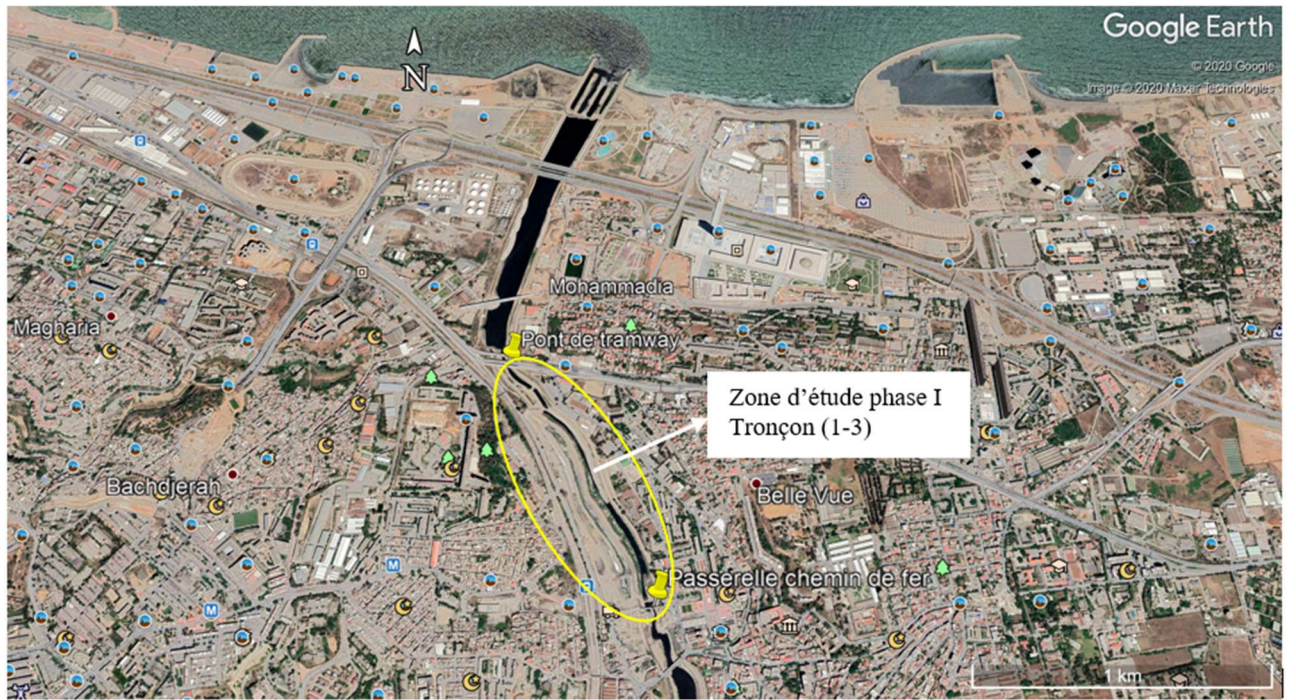 Google Earth
© 2020 Google
Image © 2020 Maxar Technologies
N
Mohammadia
Magharia
Pont de tramway
Zone d'étude phase I
Tronçon (1-3)
Bachdjerah
Belle Vue
Passerelle chemin de fer
M
M
1 km